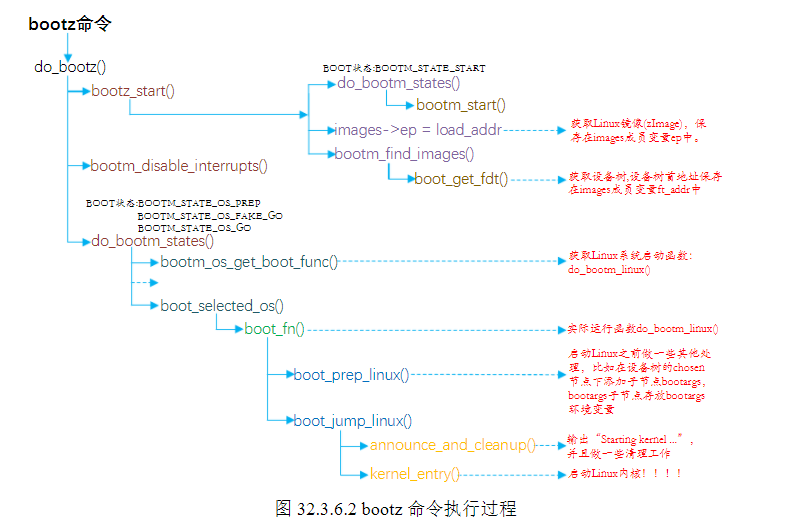 bootz命令
do_bootz()
BOOT状态:BOOTM_STATE_START
do_bootm_states()
bootz_start()
bootm_start()
images->ep = load_addr
获取Linux镜像(zImage)，保
存在images成员变量ep中。
bootm_find_images()
bootm_disable_interrupts()
boot_get_fdt()
获取设备树,设备树首地址保存
在images成员变量ft_addr中
BOOT状态:BOOTM_STATE_OS_PREP
BOOTM_STATE_OS_FAKE_GO
BOOTM_STATE_OS_GO
do_bootm_states()
bootm_os_get_boot_func()
获取Linux系统启动函数：
do_bootm_linux()
boot_selected_os()
boot_fn()
实际运行函数do_bootm_linux()
启动Linux之前做一些其他处
理，比如在设备树的chosen
节点下添加子节点bootargs，
bootargs子节点存放bootargs
环境变量
boot_prep_linux()
boot_jump_linux()
announce_and_cleanup()
输出“Starting kernel ...”，
并且做一些清理工作
kernel_entry()
启动Linux内核！！！！
图 32.3.6.2 bootz 命令执行过程